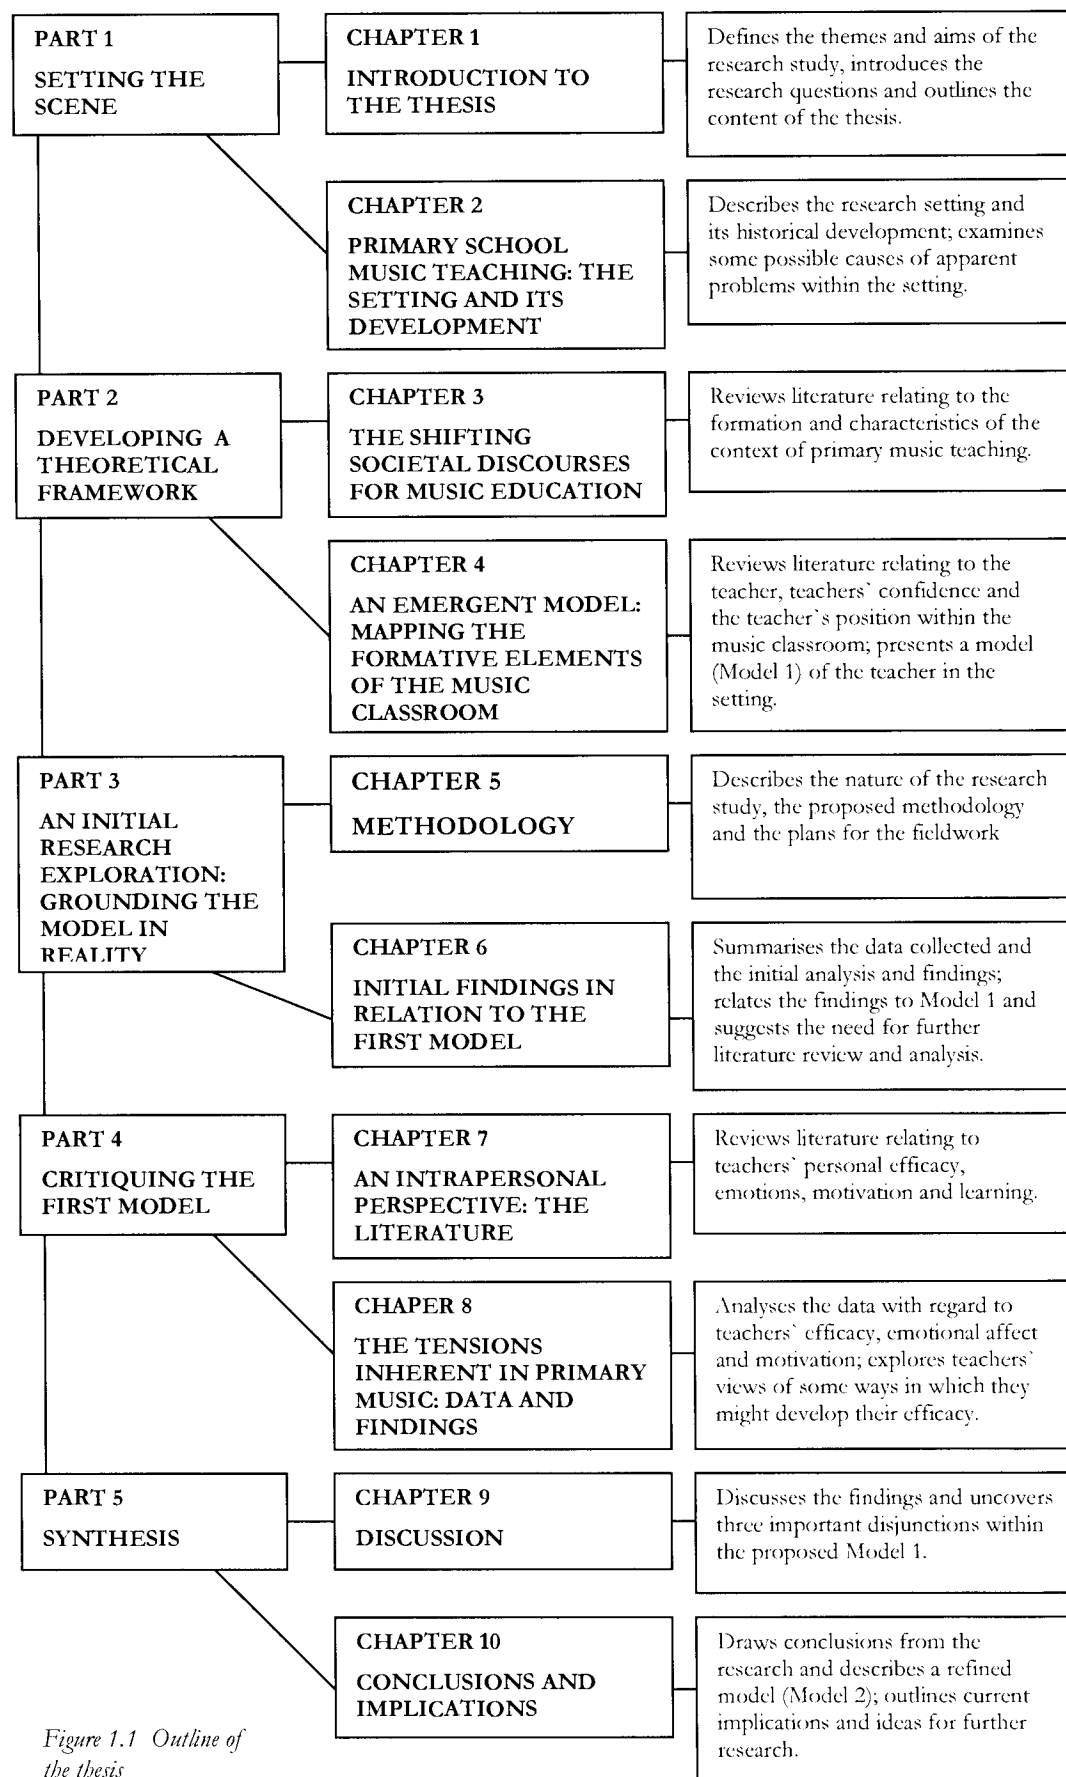 PART 1
SETTING THE
SCENE
CHAPTER 1
INTRODUCTION TO
THE THESIS
Defines the themes and aims of the
research study, introduces the
research questions and outlines the
content of the thesis.
CHAPTER 2
PRIMARY SCHOOL
MUSIC TEACHING: THE
SETTING AND ITS
DEVELOPMENT
Describes the research setting and
its historical development; examines
some possible causes of apparent
problems within the setting.
PART 2
DEVELOPING A
THEORETICAL
FRAMEWORK
CHAPTER 3
THE SHIFTING
SOCIETAL DISCOURSES
FOR MUSIC EDUCATION
Reviews literature relating to the
formation and characteristics of the
context of primary music teaching.
CHAPTER 4
AN EMERGENT MODEL:
MAPPING THE
FORMATIVE ELEMENTS
OF THE MUSIC
CLASSROOM
Reviews literature relating to the
teacher, teachers' confidence and
the teacher's position within the
music classroom; presents a model
(Model 1) of the teacher in the
setting.
PART 3
AN INITIAL
RESEARCH
EXPLORATION:
GROUNDING THE
MODEL IN
REALITY
CHAPTER 5
METHODOLOGY
Describes the nature of the research
study, the proposed methodology
and the plans for the fieldwork
CHAPTER 6
INITIAL FINDINGS IN
RELATION TO THE
FIRST MODEL
Summarises the data collected and
the initial analysis and findings;
relates the findings to Model 1 and
suggests the need for further
literature review and analysis.
PART 4
CRITIQUING THE
FIRST MODEL
CHAPTER 7
AN INTRAPERSONAL
PERSPECTIVE: THE
LITERATURE
Reviews literature relating to
teachers' personal efficacy,
emotions, motivation and learning.
CHAPER 8
THE TENSIONS
INHERENT IN PRIMARY
MUSIC: DATA AND
FINDINGS
Analyses the data with regard to
teachers' efficacy, emotional affect
and motivation; explores teachers'
views of some ways in which they
might develop their efficacy.
PART 5
SYNTHESIS
CHAPTER 9
DISCUSSION
Discusses the findings and uncovers
three important disjunctions within
the proposed Model 1.
CHAPTER 10
CONCLUSIONS AND
IMPLICATIONS
Draws conclusions from the
research and describes a refined
model (Model 2); outlines current
implications and ideas for further
research.
Figure 1.1 Outline of
the thesis